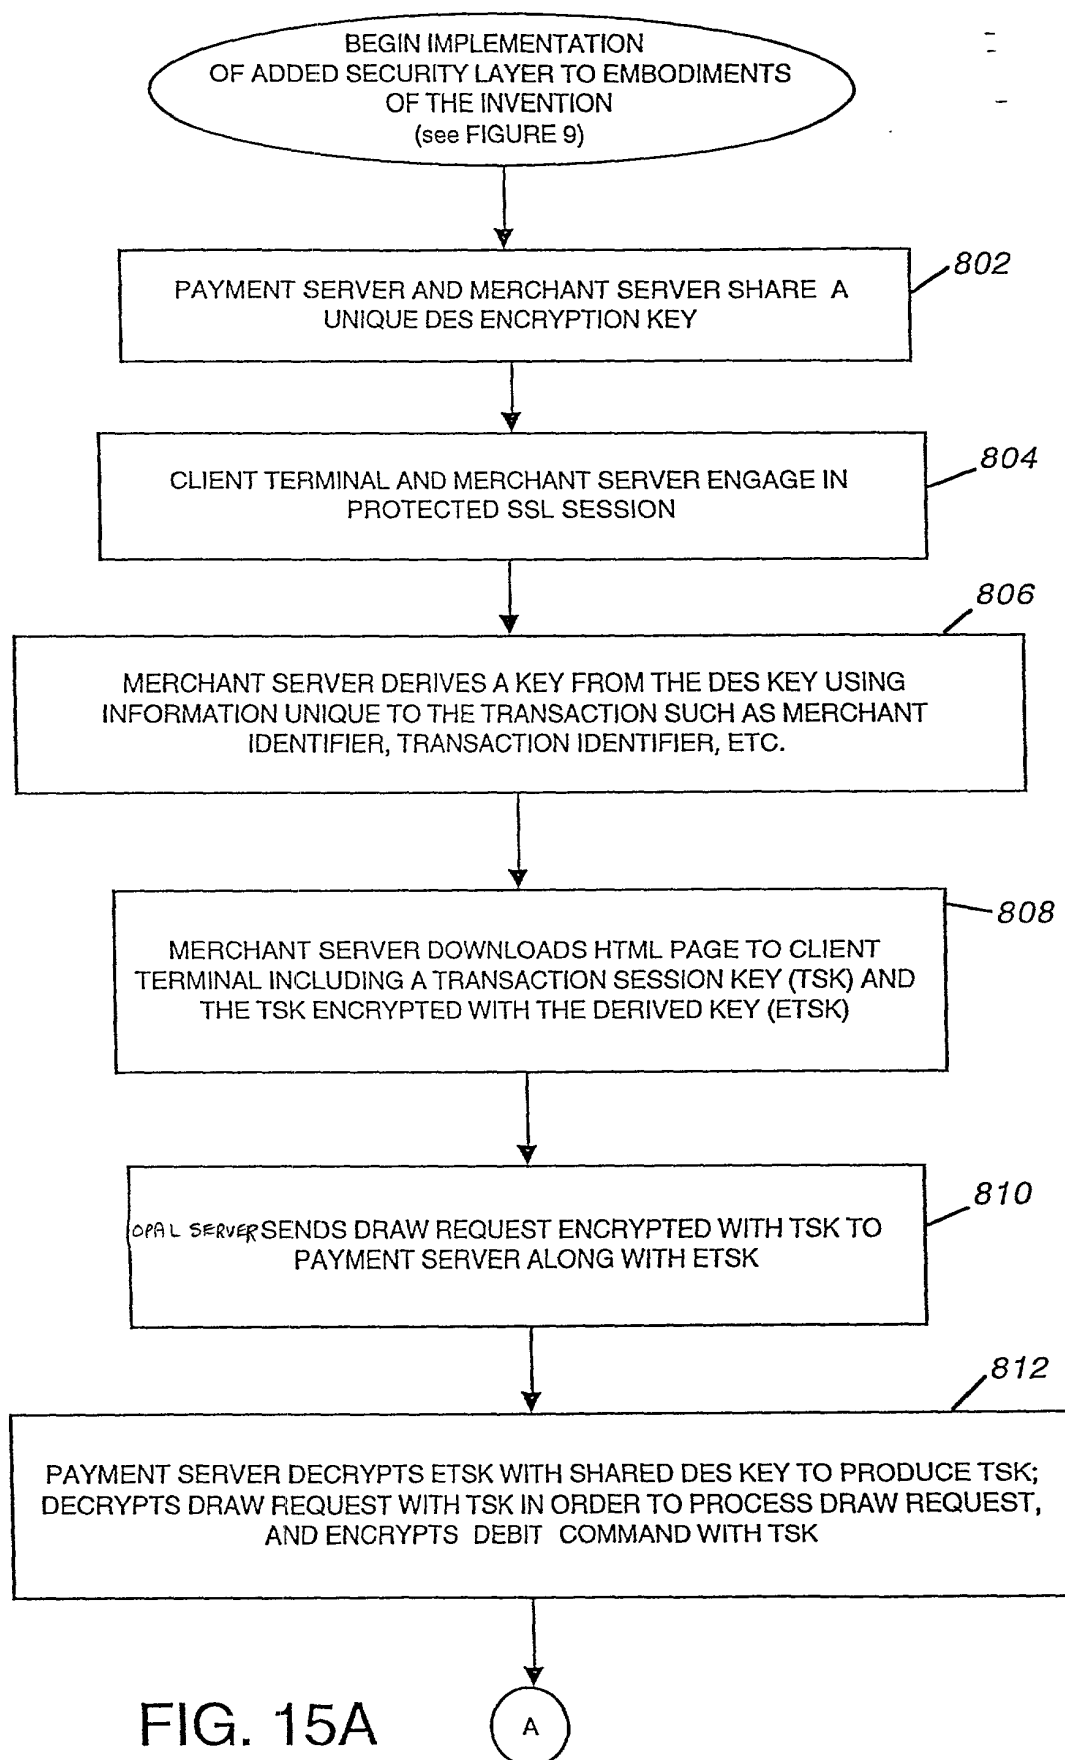 BEGIN IMPLEMENTATION
OF ADDED SECURITY LAYER TO EMBODIMENTS
OF THE INVENTION
(see FIGURE 9)
802
PAYMENT SERVER AND MERCHANT SERVER SHARE A
UNIQUE DES ENCRYPTION KEY
804
CLIENT TERMINAL AND MERCHANT SERVER ENGAGE IN
PROTECTED SSL SESSION
806
MERCHANT SERVER DERIVES A KEY FROM THE DES KEY USING
INFORMATION UNIQUE TO THE TRANSACTION SUCH AS MERCHANT
IDENTIFIER, TRANSACTION IDENTIFIER, ETC.
808
MERCHANT SERVER DOWNLOADS HTML PAGE TO CLIENT
TERMINAL INCLUDING A TRANSACTION SESSION KEY (TSK) AND
THE TSK ENCRYPTED WITH THE DERIVED KEY (ETSK)
810
OPAL SERVER SENDS DRAW REQUEST ENCRYPTED WITH TSK TO
PAYMENT SERVER ALONG WITH ETSK
812
PAYMENT SERVER DECRYPTS ETSK WITH SHARED DES KEY TO PRODUCE TSK;
DECRYPTS DRAW REQUEST WITH TSK IN ORDER TO PROCESS DRAW REQUEST,
AND ENCRYPTS DEBIT COMMAND WITH TSK
A
FIG. 15A